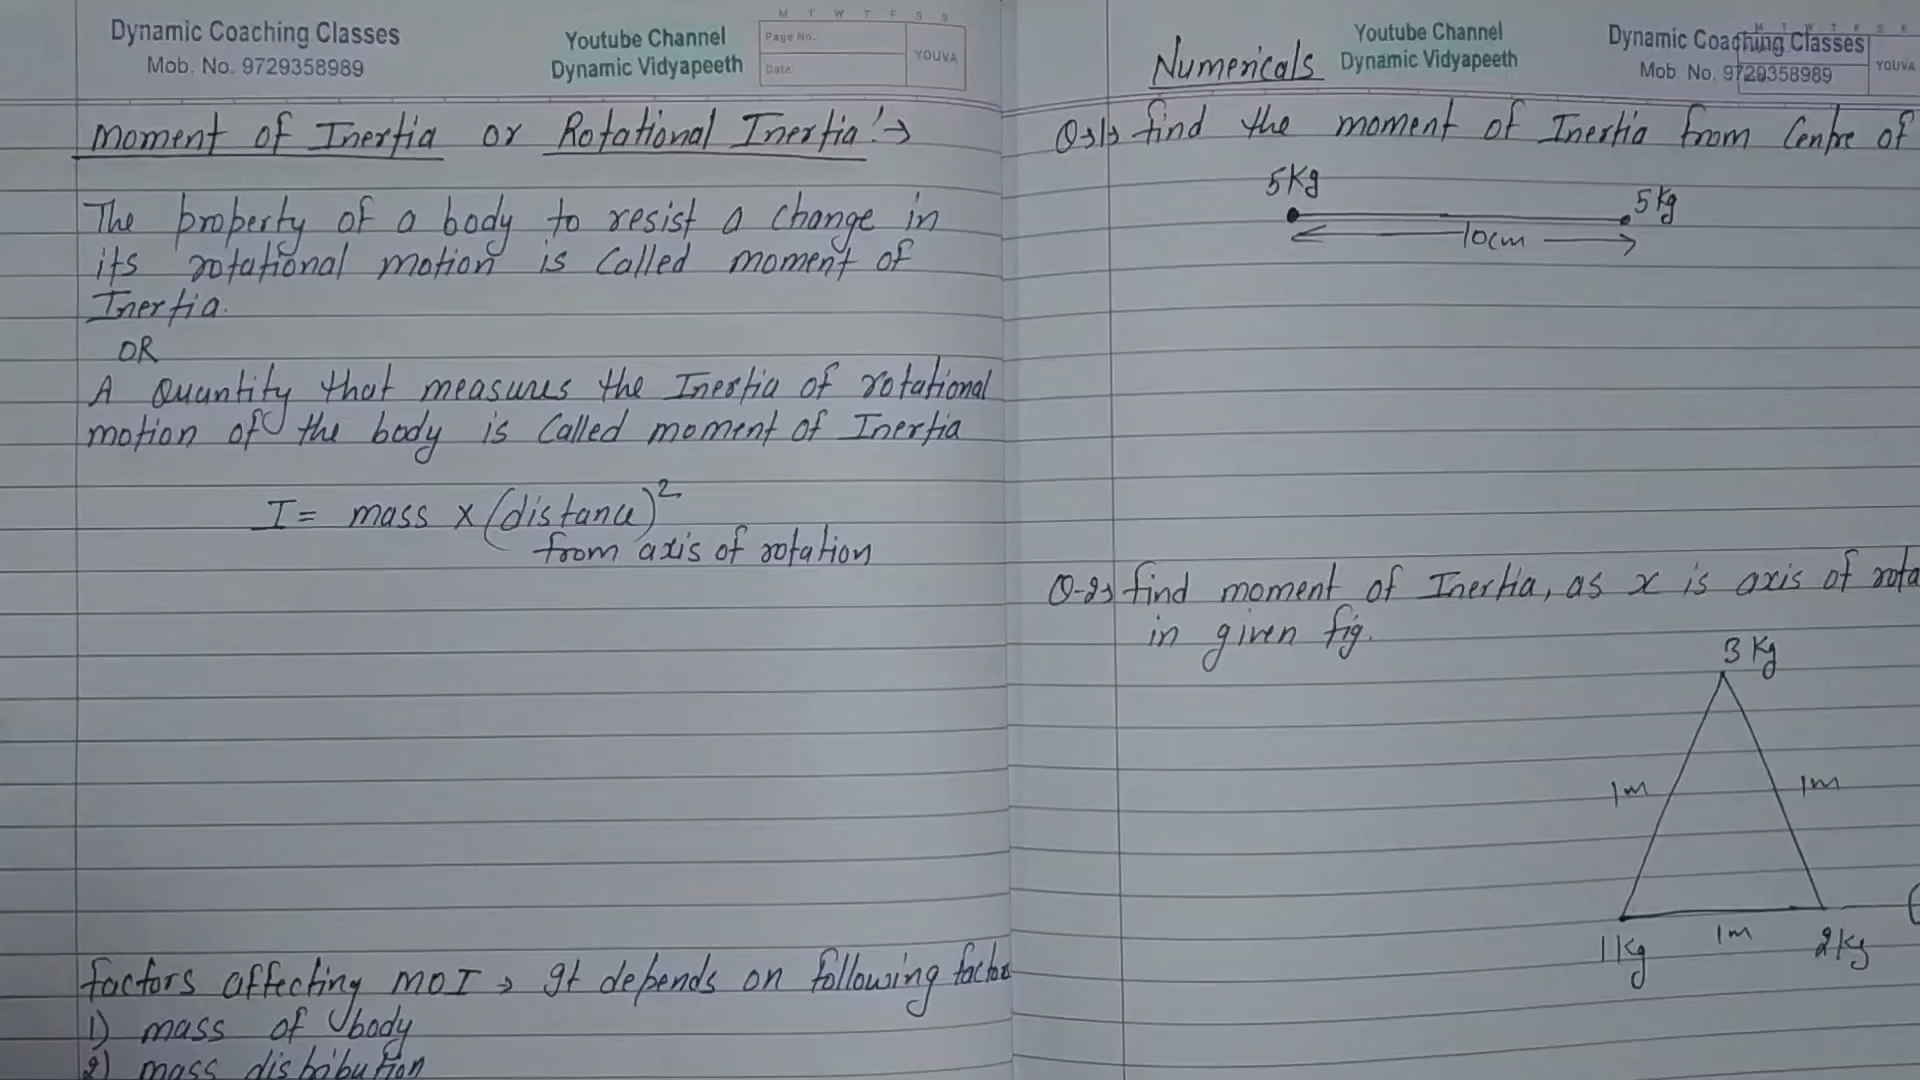 Dynamic Coaching Classes
Mob. No. 9729358989
Youtube Channel
Dynamic Vidyapeeth
M T W T F S S
Page No.
Date
YOUVA
Moment of Inertia or Rotational Inertia :→
The property of a body to resist a change in
its rotational motion is Called moment of
Inertia.
OR
A Quantity that measures the Inertia of rotational
motion of the body is Called moment of Inertia
I = mass × (distance)²
from axis of rotation
factors affecting MOI → It depends on following factor
1) mass of body
2) mass distribution
Numericals
Youtube Channel
Dynamic Vidyapeeth
Dynamic Coaching Classes
Mob. No. 9729358989
M T W T F S
YOUVA
Q→1) find the moment of Inertia from Centre of
5Kg
5Kg
10cm
Q-2) find moment of Inertia, as x is axis of rota
in given fig.
3 Kg
1m
1m
1Kg
1m
2Kg